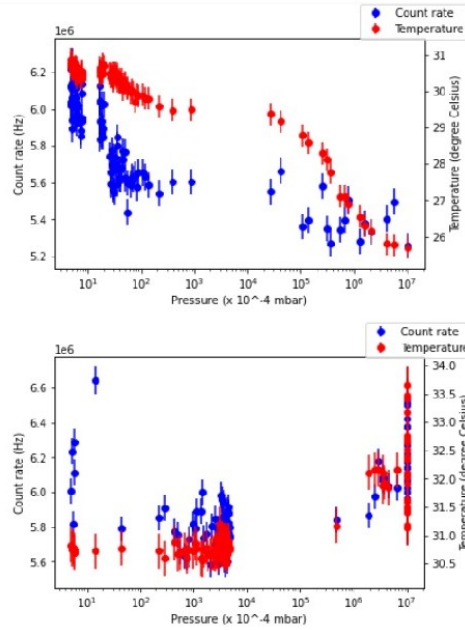 Count rate
Temperature
1e6
Count rate (Hz)
6.2
6.0
5.8
5.6
5.4
5.2
31
30
29
28
27
26
Temperature (degree Celsius)
10^1 10^2 10^3 10^4 10^5 10^6 10^7
Pressure (x 10^-4 mbar)
Count rate
Temperature
1e6
Count rate (Hz)
6.6
6.4
6.2
6.0
5.8
5.6
34.0
33.5
33.0
32.5
32.0
31.5
31.0
30.5
Temperature (degree Celsius)
10^1 10^2 10^3 10^4 10^5 10^6 10^7
Pressure (x 10^-4 mbar)